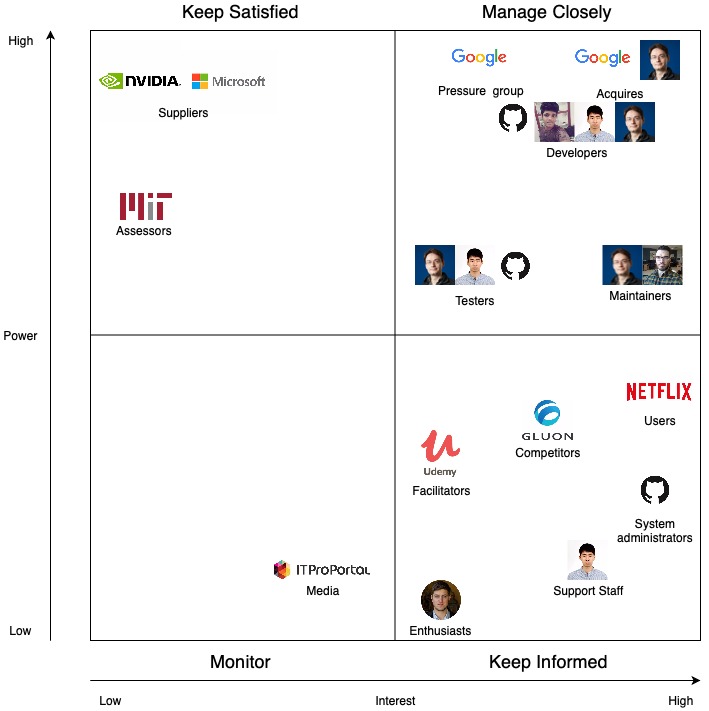 Keep Satisfied
Manage Closely
High
Google
Google
NVIDIA.
Microsoft
Pressure group
Acquires
Suppliers
Developers
MIT
Assessors
Testers
Maintainers
Power
NETFLIX
Users
GLUON
Competitors
Udemy
Facilitators
System
administrators
ITProPortal
Media
Support Staff
Enthusiasts
Low
Monitor
Keep Informed
Low
Interest
High